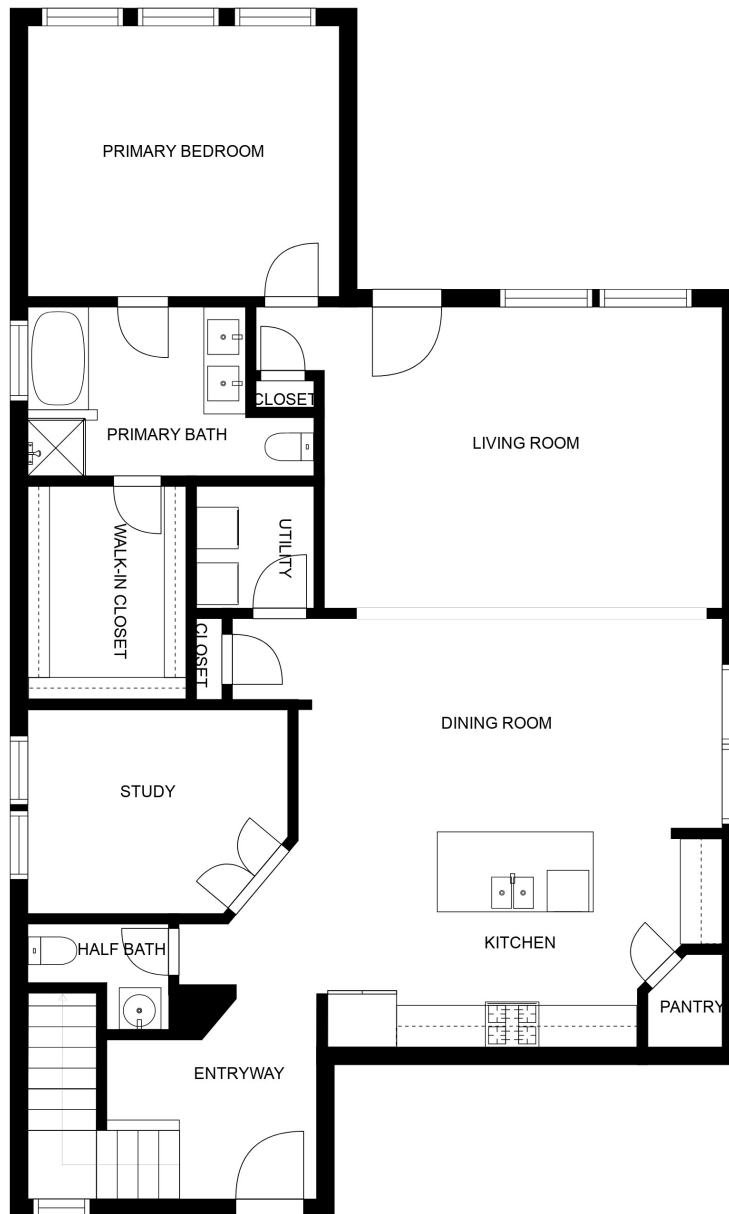 PRIMARY BEDROOM
CLOSET
PRIMARY BATH
LIVING ROOM
UTILITY
WALK-IN CLOSET
CLOSET
DINING ROOM
STUDY
HALF BATH
KITCHEN
PANTRY
ENTRYWAY